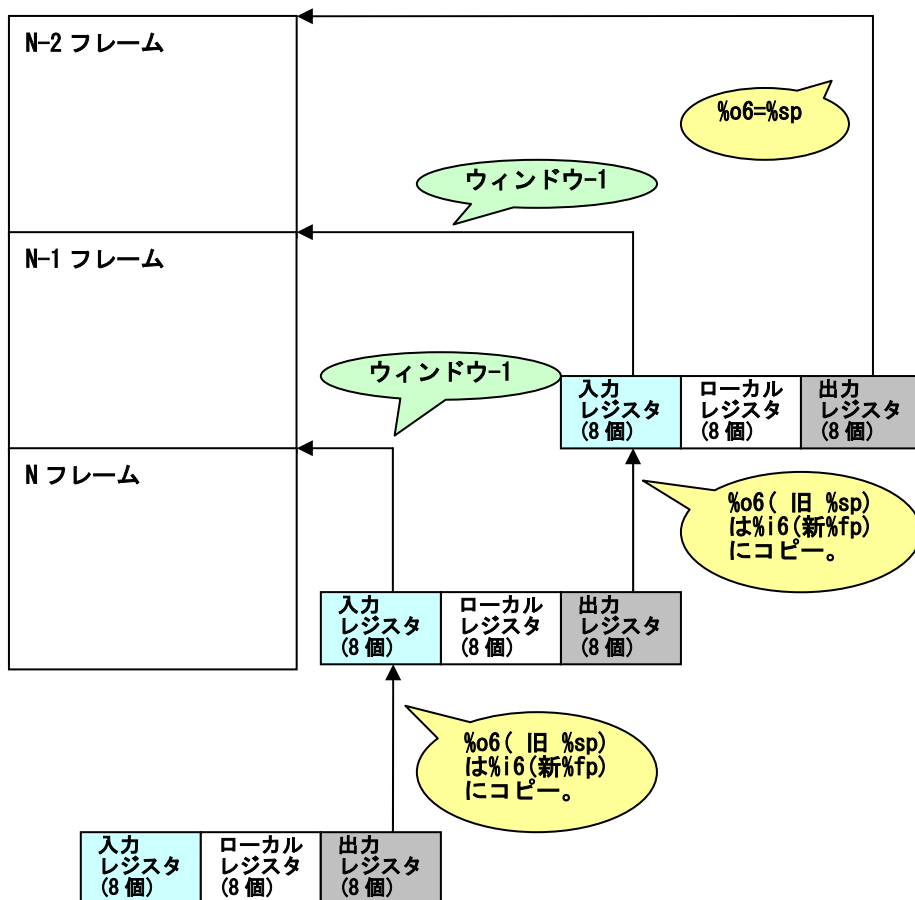 N-2 フレーム
%o6=%sp
ウィンドウ-1
N-1 フレーム
ウィンドウ-1
入力
レジスタ
(8 個)
ローカル
レジスタ
(8 個)
出力
レジスタ
(8 個)
N フレーム
%o6( 旧 %sp)
は%i6(新%fp)
にコピー。
入力
レジスタ
(8 個)
ローカル
レジスタ
(8 個)
出力
レジスタ
(8 個)
%o6( 旧 %sp)
は%i6(新%fp)
にコピー。
入力
レジスタ
(8 個)
ローカル
レジスタ
(8 個)
出力
レジスタ
(8 個)